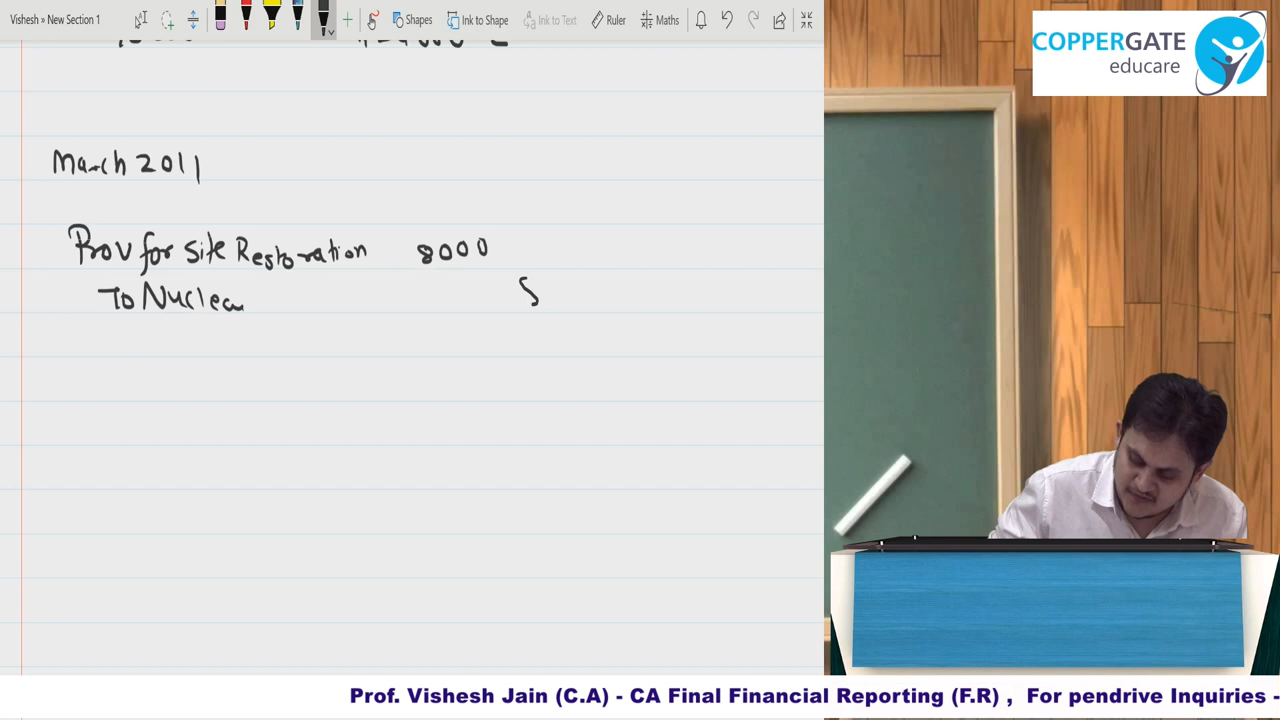 Vishesh » New Section 1
Shapes
Ink to Shape
Ink to Text
Ruler
Maths
COPPERGATE
educare
March 2011
Prov for Site Restoration 8000
To Nuclear
Prof. Vishesh Jain (C.A) - CA Final Financial Reporting (F.R) , For pendrive Inquiries -